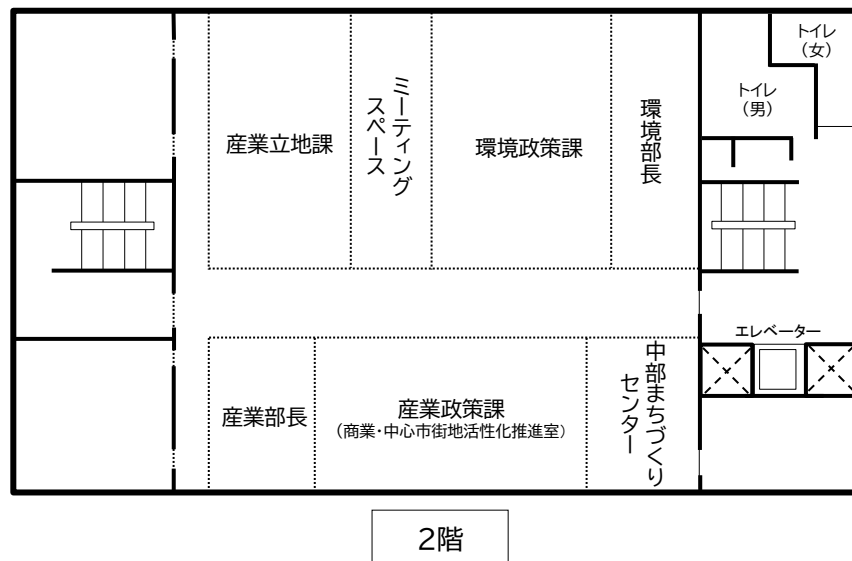 トイレ
（女）
トイレ
（男）
産業立地課
ミーティング
スペース
環境政策課
環境部長
エレベーター
産業部長
産業政策課
（商業・中心市街地活性化推進室）
中部まちづくり
センター
2階